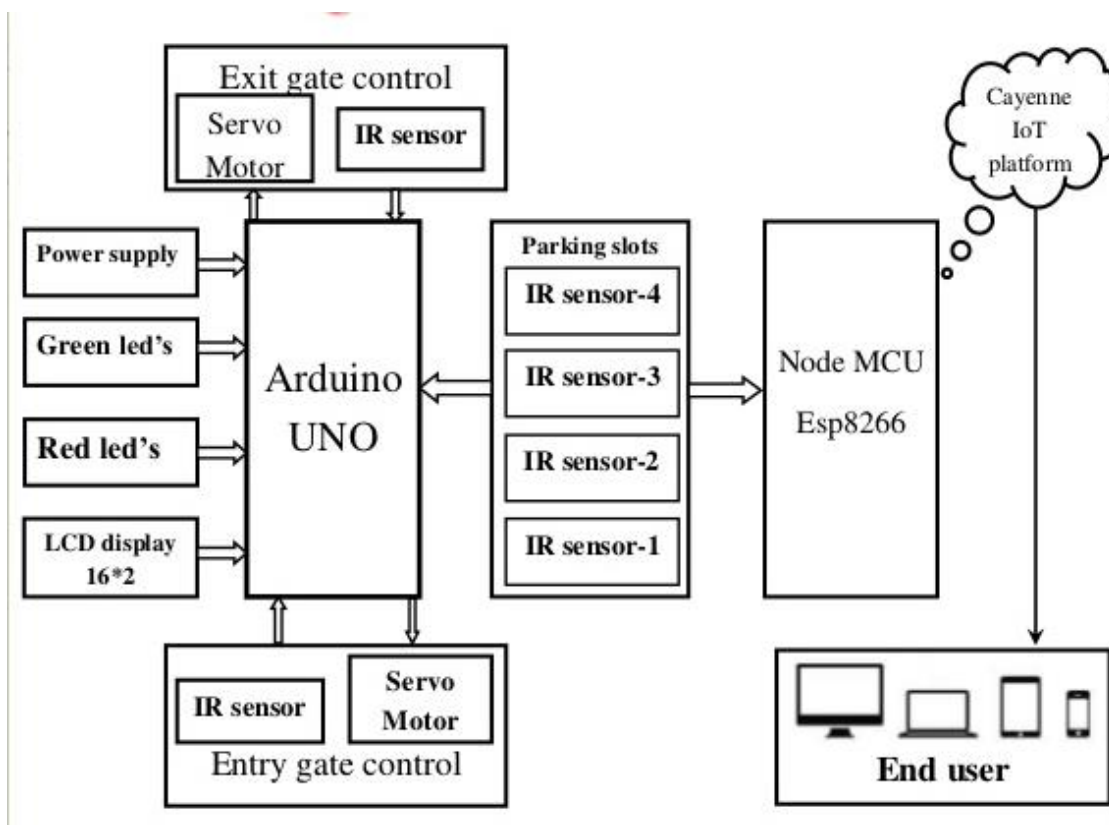 Exit gate control
Servo
Motor
IR sensor
Cayenne
IoT
platform
Power supply
Green led's
Red led's
LCD display
16*2
Arduino
UNO
Parking slots
IR sensor-4
IR sensor-3
IR sensor-2
IR sensor-1
Node MCU
Esp8266
IR sensor
Servo
Motor
Entry gate control
End user